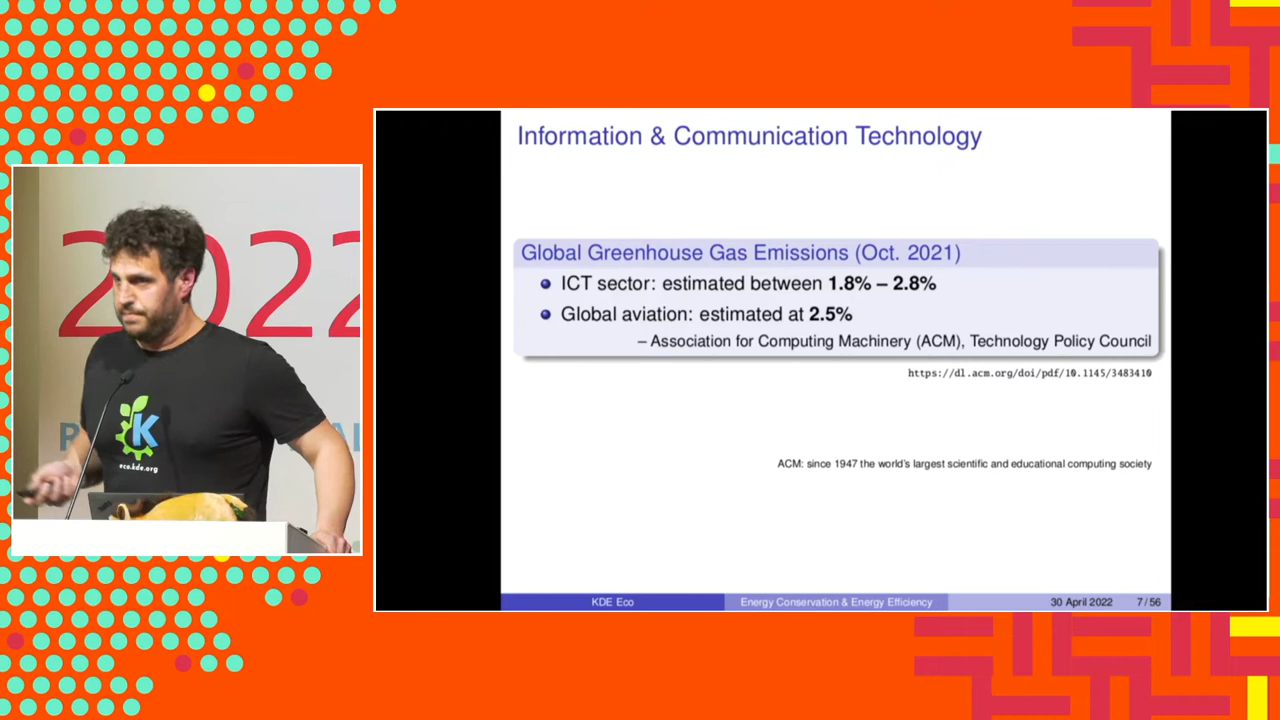 2022
K
eco.kde.org
Information & Communication Technology
Global Greenhouse Gas Emissions (Oct. 2021)
ICT sector: estimated between 1.8% – 2.8%
Global aviation: estimated at 2.5%
– Association for Computing Machinery (ACM), Technology Policy Council
https://dl.acm.org/doi/pdf/10.1145/3483410
ACM: since 1947 the world's largest scientific and educational computing society
KDE Eco
Energy Conservation & Energy Efficiency
30 April 2022
7 / 56